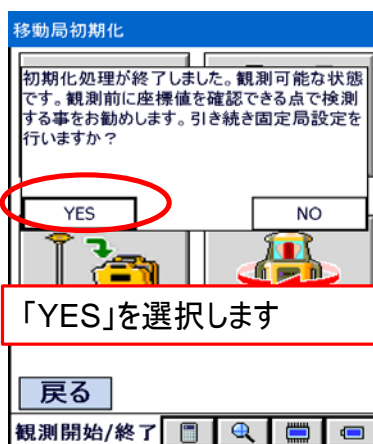 移動局初期化
初期化処理が終了しました。観測可能な状態
です。観測前に座標値を確認できる点で検測
する事をお勧めします。引き続き固定局設定を
行いますか？
YES
NO
「YES」を選択します
戻る
観測開始/終了